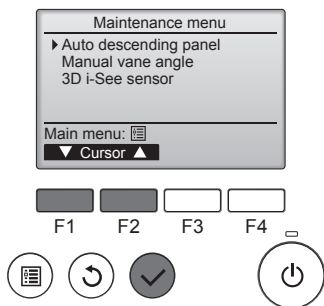 Maintenance menu
Auto descending panel
Manual vane angle
3D i-See sensor
Main menu:
▼ Cursor ▲
F1 F2 F3 F4